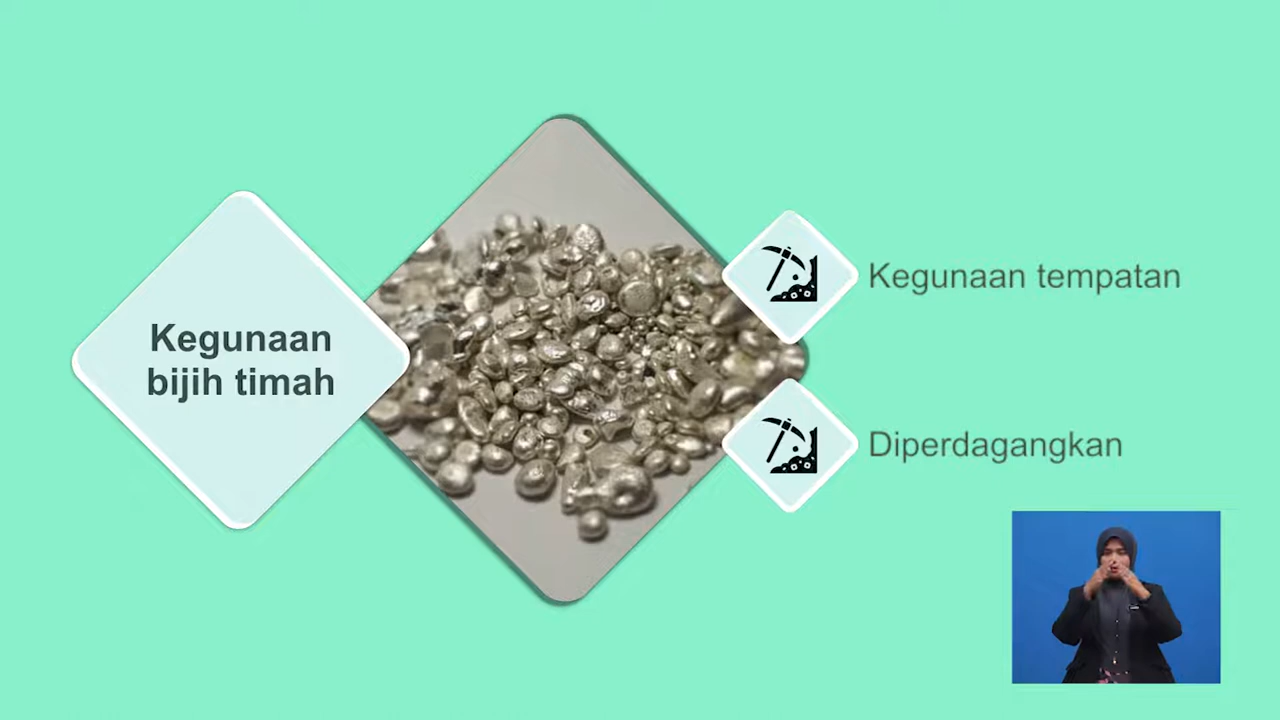 Kegunaan
bijih timah
Kegunaan tempatan
Diperdagangkan